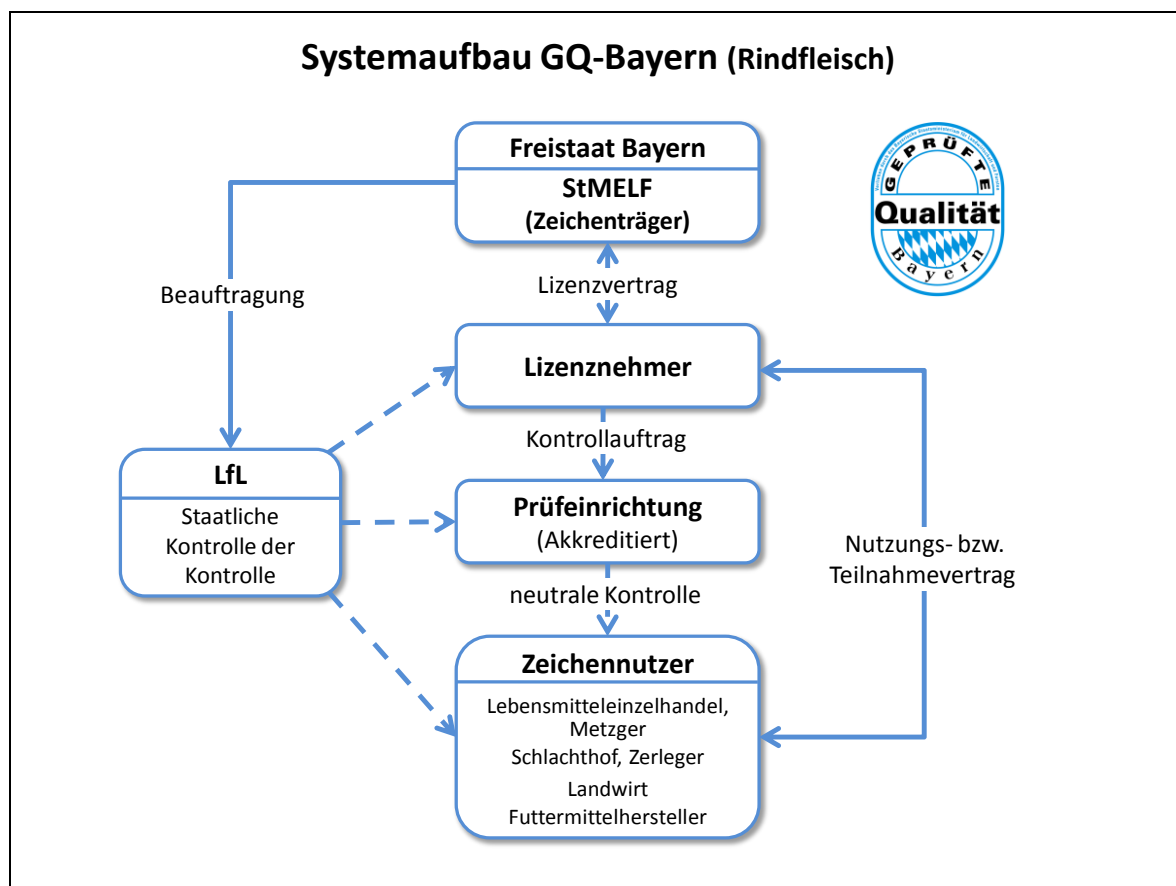 Systemaufbau GQ-Bayern (Rindfleisch)
Freistaat Bayern
StMELF
(Zeichenträger)
GEPRÜFTE
Qualität
Bayern
Beauftragung
Lizenzvertrag
Lizenznehmer
Kontrollauftrag
LfL
Staatliche
Kontrolle der
Kontrolle
Prüfeinrichtung
(Akkreditiert)
Nutzungs- bzw.
Teilnahmevertrag
neutrale Kontrolle
Zeichennutzer
Lebensmitteleinzelhandel,
Metzger
Schlachthof, Zerleger
Landwirt
Futtermittelhersteller